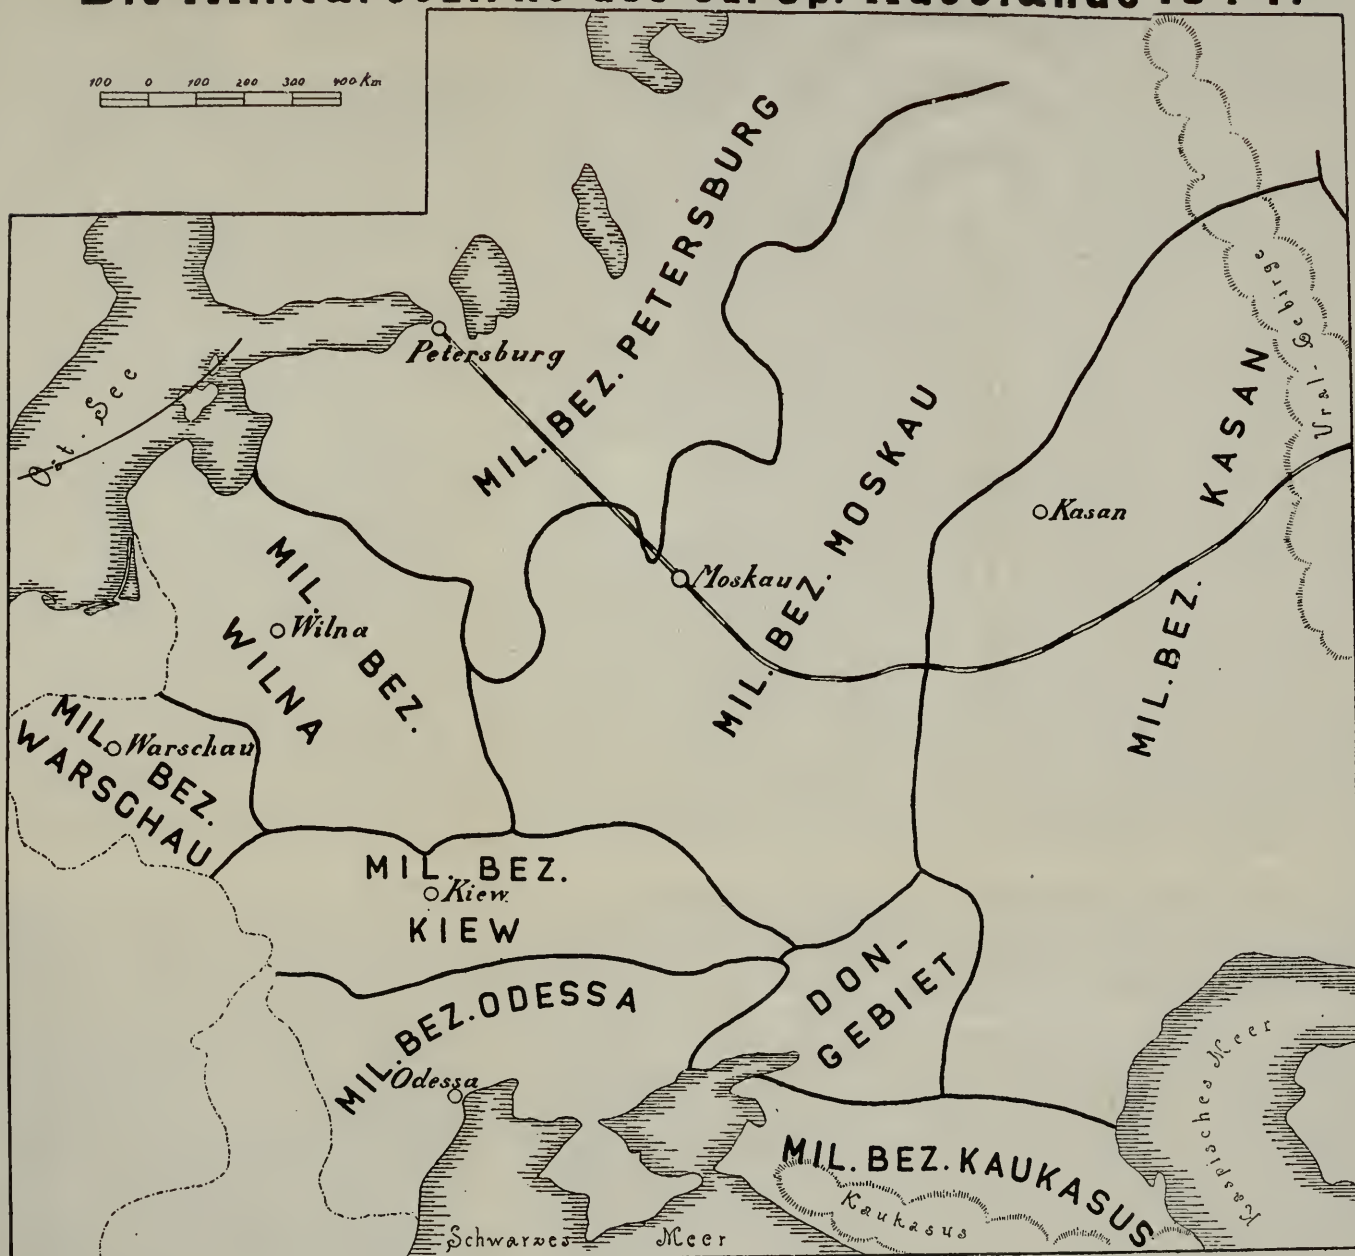 100 0 100 200 300 400 Km
MIL. BEZ. PETERSBURG
Petersburg
Ost. See
Ural-Gebirge
MIL. BEZ. MOSKAU
Moskau
MIL. BEZ. KASAN
Kasan
MIL. BEZ.
WILNA
Wilna
MIL. BEZ.
WARSCHAU
Warschau
MIL. BEZ.
KIEW
Kiew.
MIL. BEZ. ODESSA
Odessa
DON-
GEBIET
MIL. BEZ. KAUKASUS
Kaukasus
Kaspisches Meer
Schwarzes Meer